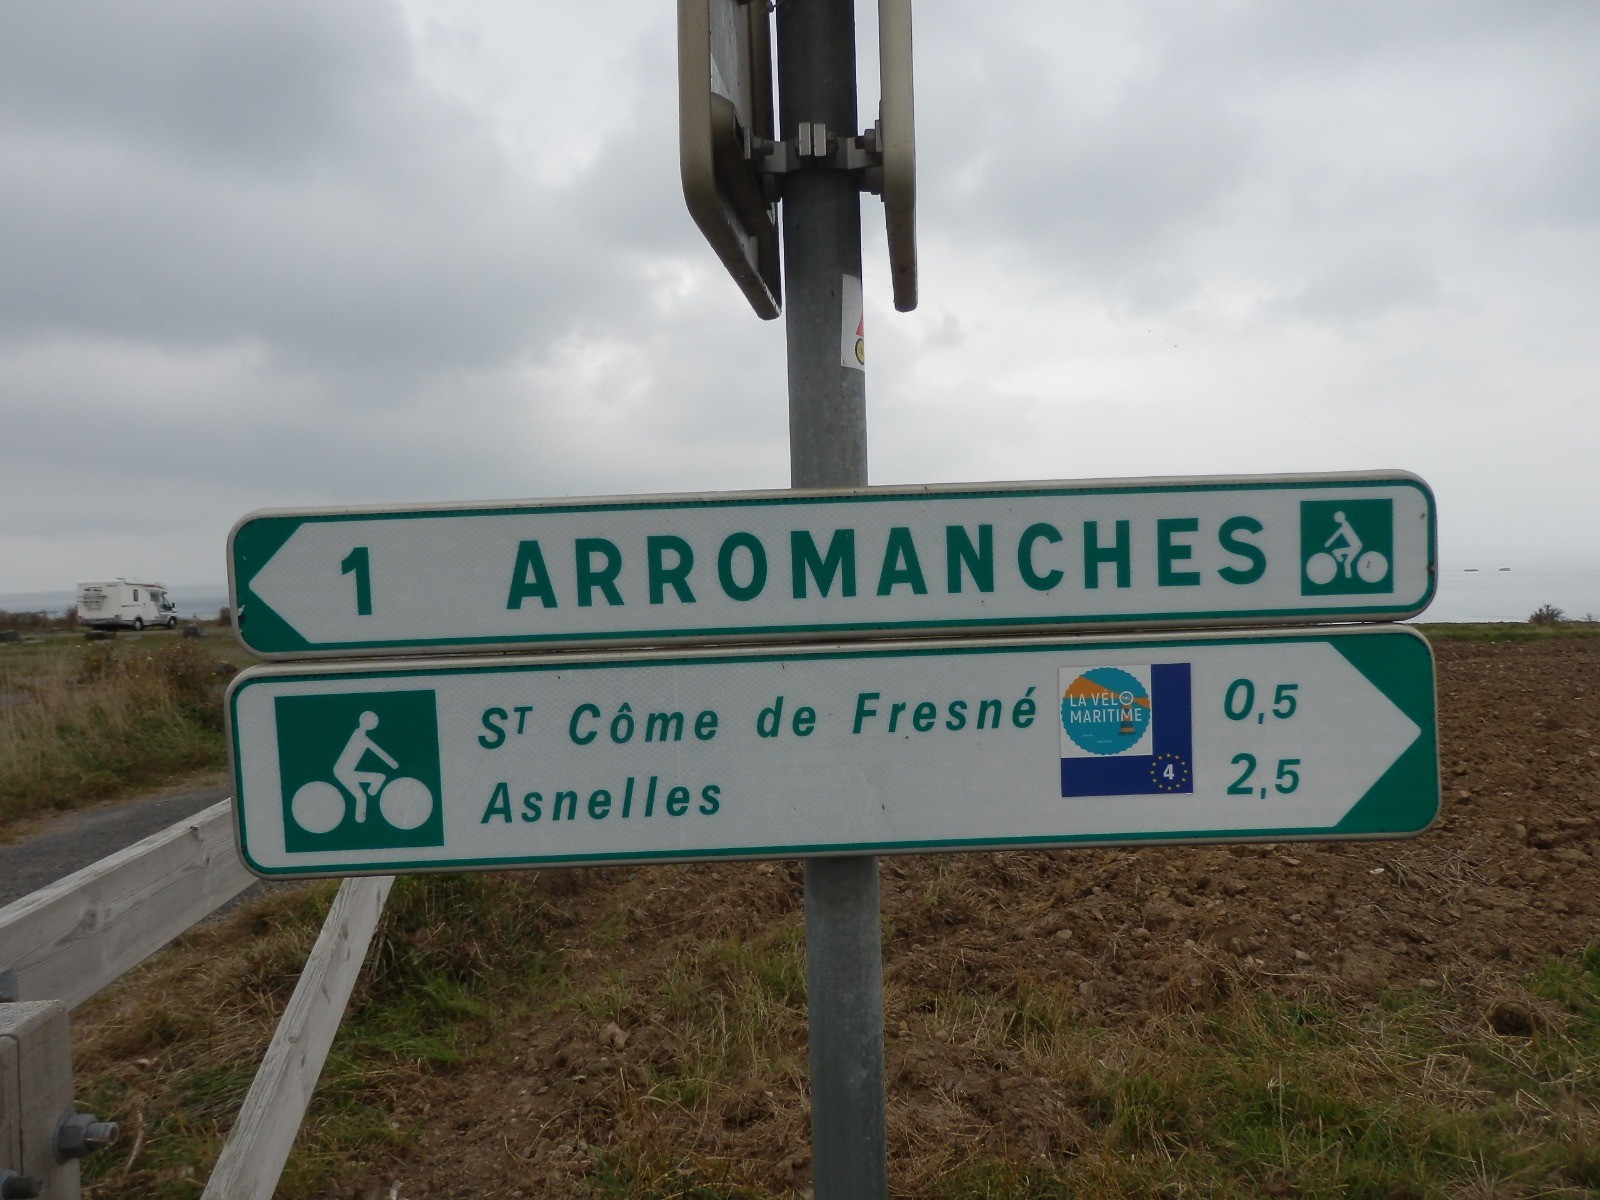 1 ARROMANCHES
ST Côme de Fresné 0,5
Asnelles 2,5
LA VÉLO
MARITIME
4